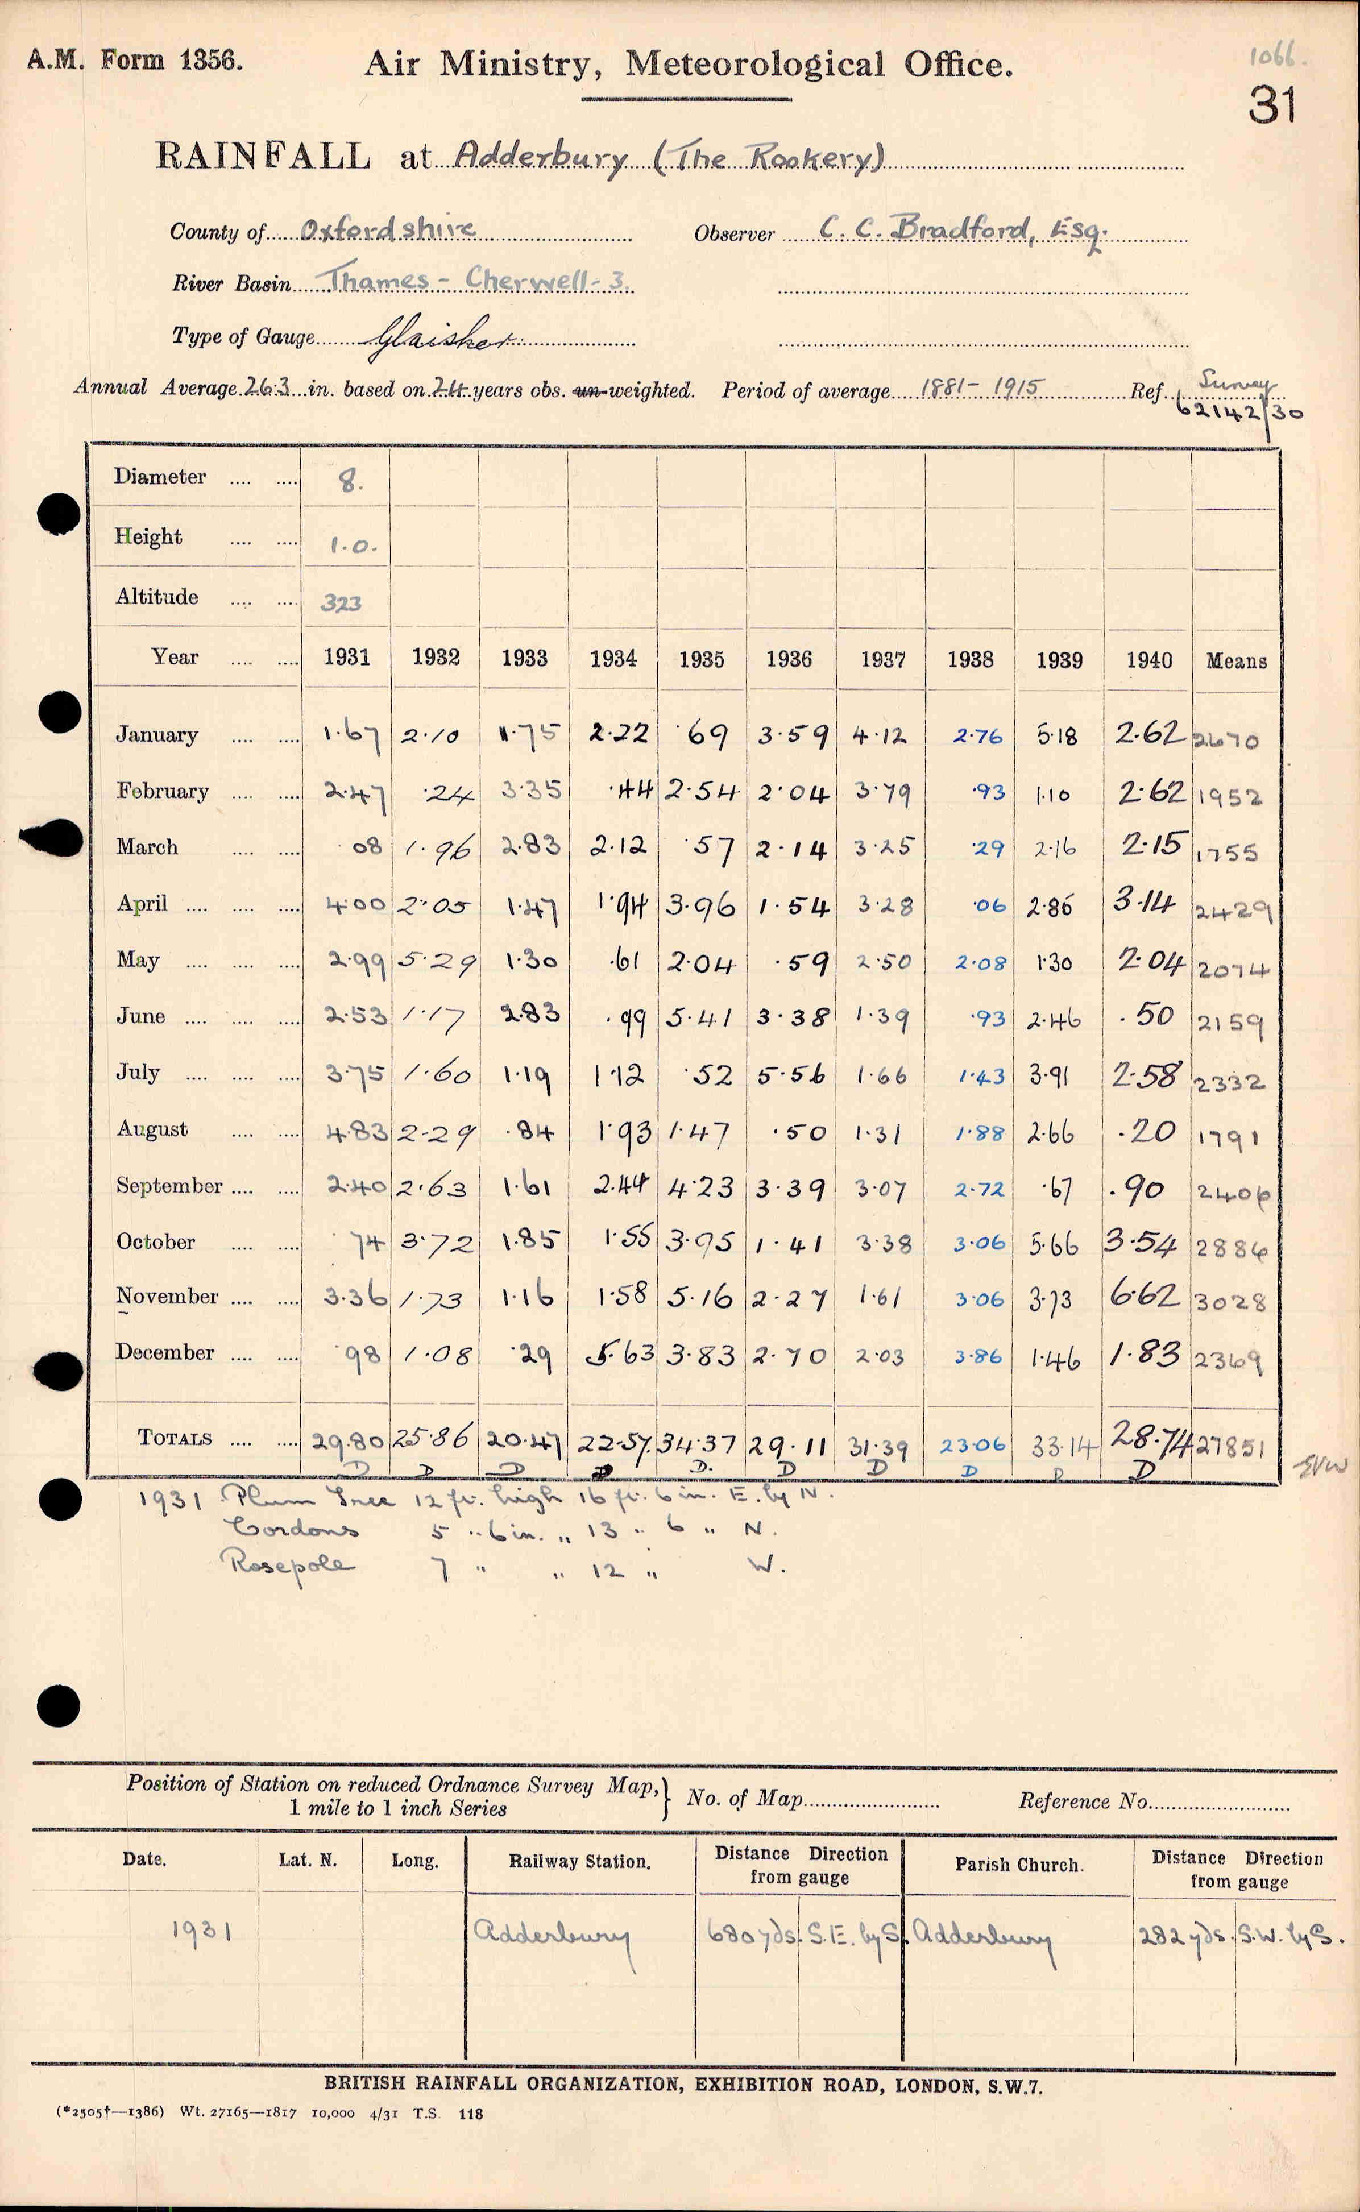 A.M. Form 1356.
Air Ministry, Meteorological Office.
1066.
31
RAINFALL at Adderbury (The Rookery)
County of Oxfordshire Observer C. C. Bradford, Esq.
River Basin Thames - Cherwell - 3.
Type of Gauge Glaisher.
Annual Average 26.3 in. based on 24 years obs. un-weighted. Period of average 1881 - 1915 Ref. Survey
62142/30
Diameter .... .... 8.
Height .... .... 1.0.
Altitude .... .... 323
Year .... .... 1931 1932 1933 1934 1935 1936 1937 1938 1939 1940 Means
January .... .... 1.67 2.10 1.75 2.22 .69 3.59 4.12 2.76 5.18 2.62 2670
February .... .... 2.47 .24 3.35 .44 2.54 2.04 3.79 .93 1.10 2.62 1952
March .... .... 08 1.96 2.83 2.12 .57 2.14 3.25 .29 2.16 2.15 1755
April .... .... .... 4.00 2.05 1.47 1.94 3.96 1.54 3.28 .06 2.86 3.14 2429
May .... .... .... 2.99 5.29 1.30 .61 2.04 .59 2.50 2.08 1.30 2.04 2074
June .... .... .... 2.53 1.17 2.83 .99 5.41 3.38 1.39 .93 2.46 .50 2159
July .... .... .... 3.75 1.60 1.19 1.12 .52 5.56 1.66 1.43 3.91 2.58 2332
August .... .... 4.83 2.29 .84 1.93 1.47 .50 1.31 1.88 2.66 .20 1791
September .... .... 2.40 2.63 1.61 2.44 4.23 3.39 3.07 2.72 .67 .90 2406
October .... .... 74 3.72 1.85 1.55 3.95 1.41 3.38 3.06 5.66 3.54 2886
November .... .... 3.36 1.73 1.16 1.58 5.16 2.27 1.61 3.06 3.73 6.62 3028
December .... .... .98 1.08 .29 5.63 3.83 2.70 2.03 3.86 1.46 1.83 2369
TOTALS .... .... 29.80 25.86 20.47 22.57 34.37 29.11 31.39 23.06 33.14 28.74 27851
D D D D D. D D D D D
1931 Plum Tree 12 ft. high 16 ft. 6 in. E. by N.
Cordons 5 " 6 in. " 13 " 6 " N.
Rosepole 7 " " 12 " W.
Position of Station on reduced Ordnance Survey Map, } No. of Map Reference No.
1 mile to 1 inch Series
Date. Lat. N. Long. Railway Station. Distance Direction from gauge Parish Church. Distance Direction from gauge
1931 Adderbury 680 yds. S.E. by S. Adderbury 282 yds. S.W. by S.
BRITISH RAINFALL ORGANIZATION, EXHIBITION ROAD, LONDON, S.W.7.
(*2505†—1386) Wt. 27165—1817 10,000 4/31 T.S. 118